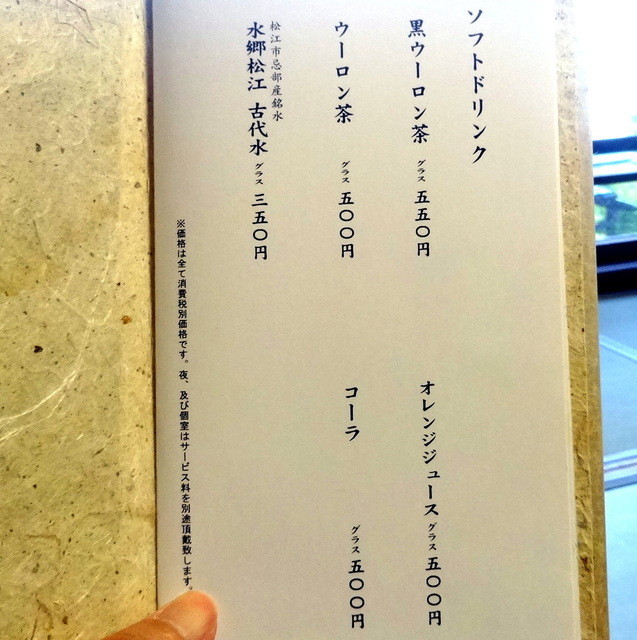 ソフトドリンク
黒ウーロン茶 グラス 五五〇円
オレンジジュース グラス 五〇〇円
ウーロン茶 グラス 五〇〇円
コーラ グラス 五〇〇円
松江市忌部産銘水
水郷松江 古代水 グラス 三五〇円
※価格は全て消費税別価格です。夜、及び個室はサービス料を別途頂戴致します。